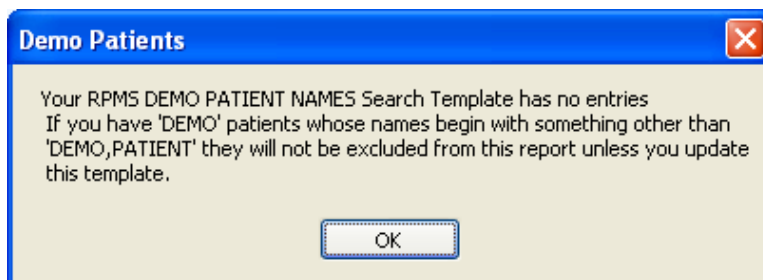 Demo Patients
Your RPMS DEMO PATIENT NAMES Search Template has no entries
If you have 'DEMO' patients whose names begin with something other than
'DEMO,PATIENT' they will not be excluded from this report unless you update
this template.
OK